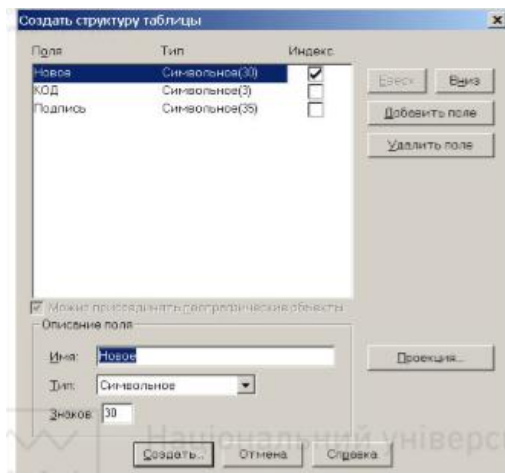 Создать структуру таблицы
Поля Тип Индекс
Новое Символьное(30)
КОД Символьное(3)
Подпись Символьное(35)
Вверх Вниз
Добавить поле
Удалить поле
Можно присоединять географические объекты
Описание поля
Имя: Новое
Тип: Символьное
Знаков: 30
Проекция...
Создать... Отмена Справка
Національний універс